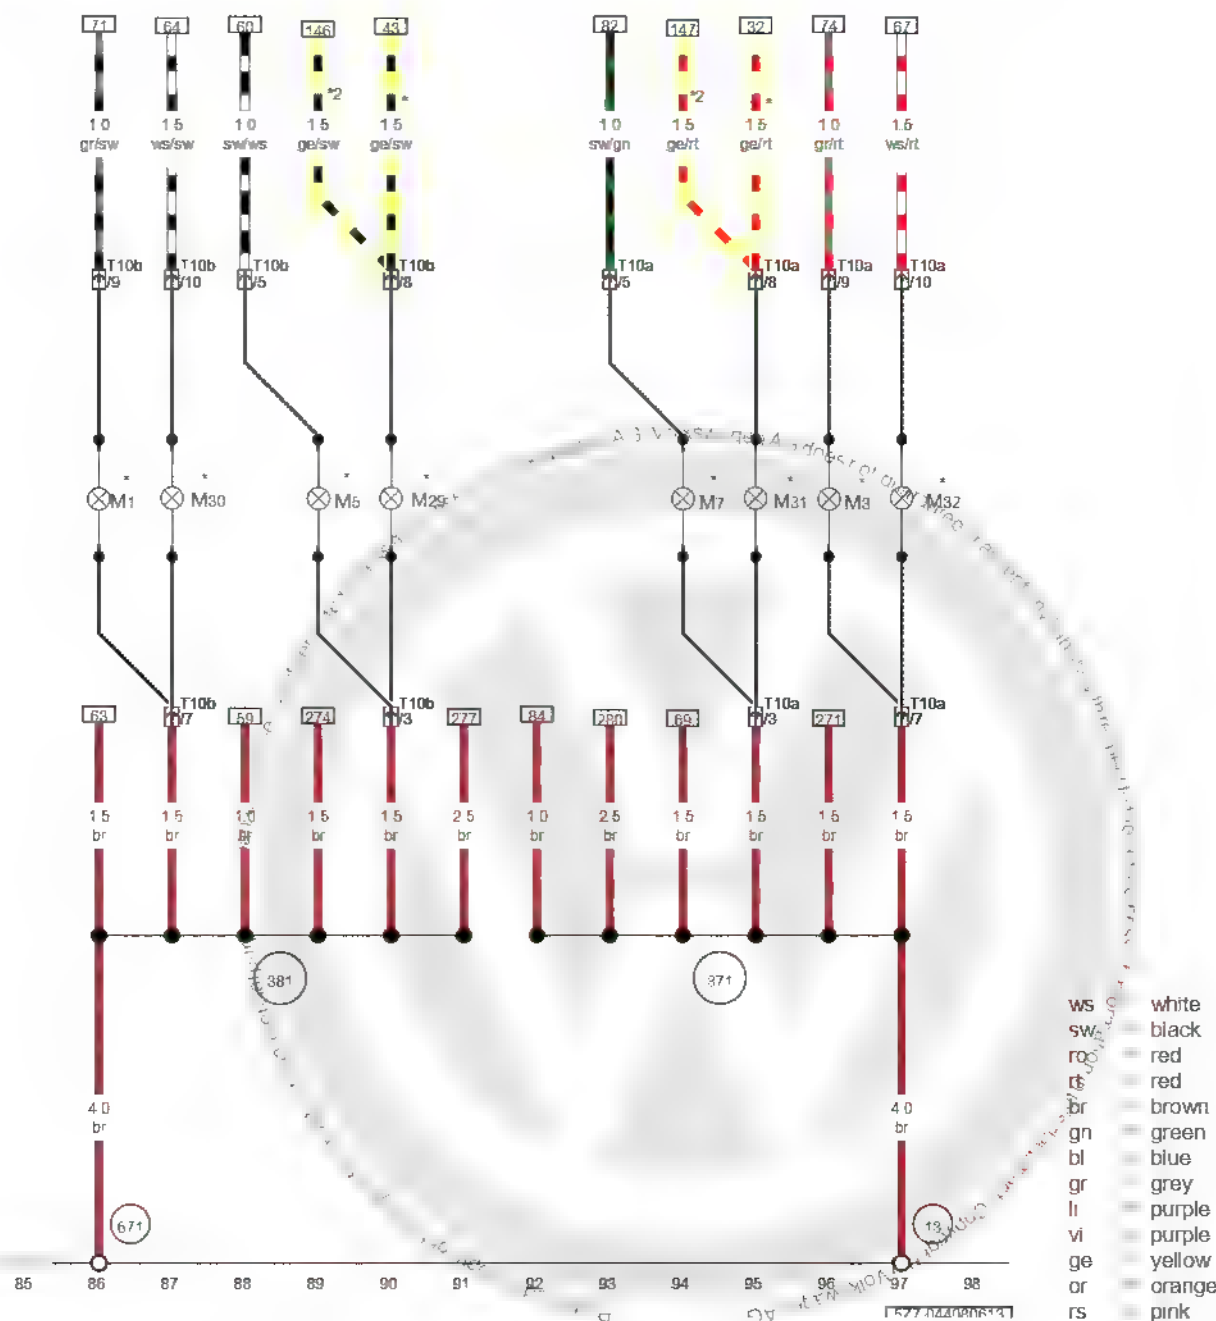 71 64 60 146 43 82 147 32 74 67
*2 * *2 *
1.0 1.5 1.0 1.5 1.5 1.0 1.5 1.5 1.0 1.5
gr/sw ws/sw sw/ws ge/sw ge/sw sw/gn ge/rt ge/rt gr/rt ws/rt
T10b T10b T10b T10b T10a T10a T10a T10a
/9 /10 /5 /8 /5 /8 /9 /10
* * * * * * * *
M1 M30 M5 M29 M7 M31 M3 M32
T10b T10b T10a T10a
63 /7 59 274 /3 277 84 280 69 /3 271 /7
1.5 1.5 1.0 1.5 1.5 2.5 1.0 2.5 1.5 1.5 1.5 1.5
br br br br br br br br br br br br
381 371
ws = white
sw = black
ro = red
rt = red
br = brown
gn = green
bl = blue
gr = grey
li = purple
vi = purple
ge = yellow
or = orange
rs = pink
4.0 4.0
br br
671 13
85 86 87 88 89 90 91 92 93 94 95 96 97 98
577-044080613